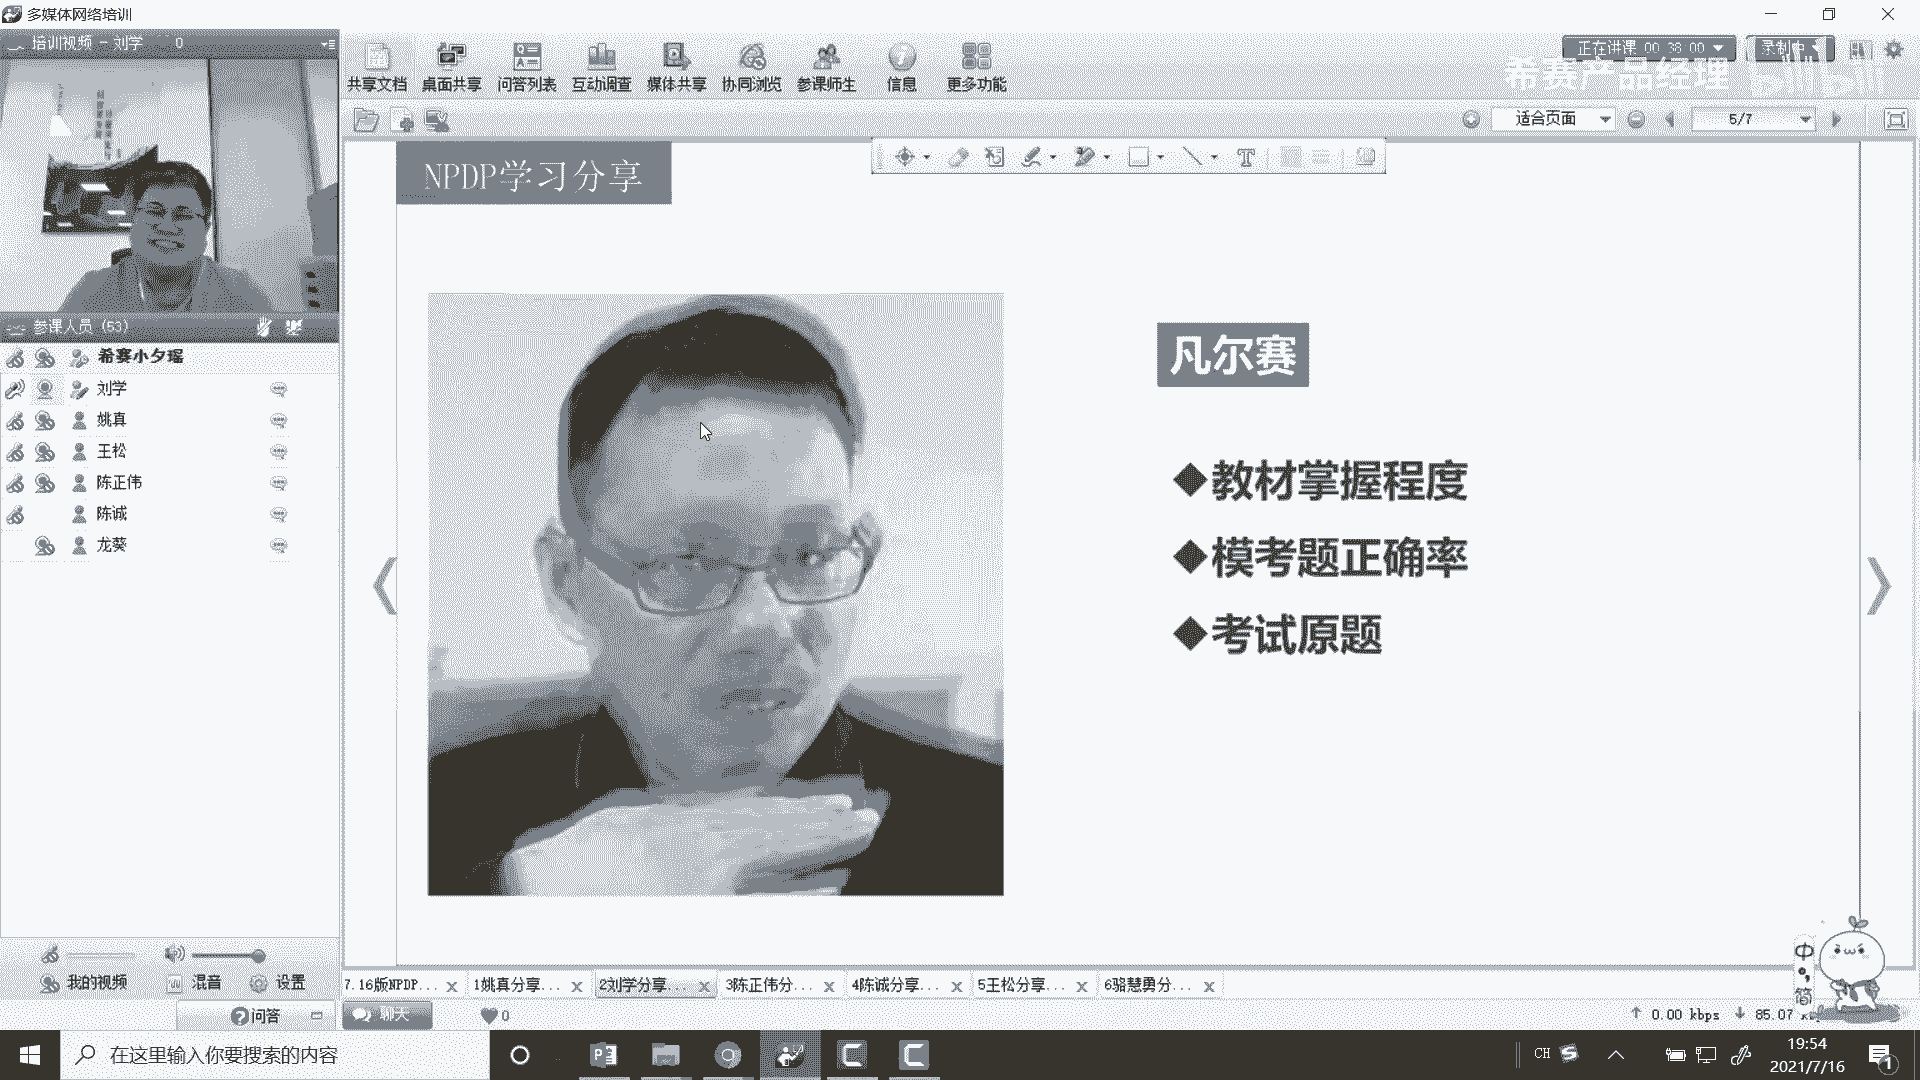 多媒体网络培训
培训视频 - 刘学 0
共享文档 桌面共享 问答列表 互动调查 媒体共享 协同浏览 参课师生 信息 更多功能
正在讲课 00:38:00
录制中
希赛产品经理
bilibili
适合页面
5/7
NPDP学习分享
参课人员 (53)
希赛小夕瑶
刘学
姚真
王松
陈正伟
陈诚
龙葵
凡尔赛
◆教材掌握程度
◆模考题正确率
◆考试原题
我的视频 混音 设置
7.16版NPDP... 1姚真分享... 2刘学分享... 3陈正伟分... 4陈诚分享... 5王松分享... 6骆慧勇分...
问答
聊天
0
中
简
0.00 kbps 85.07
在这里输入你要搜索的内容
CH
19:54
2021/7/16
1